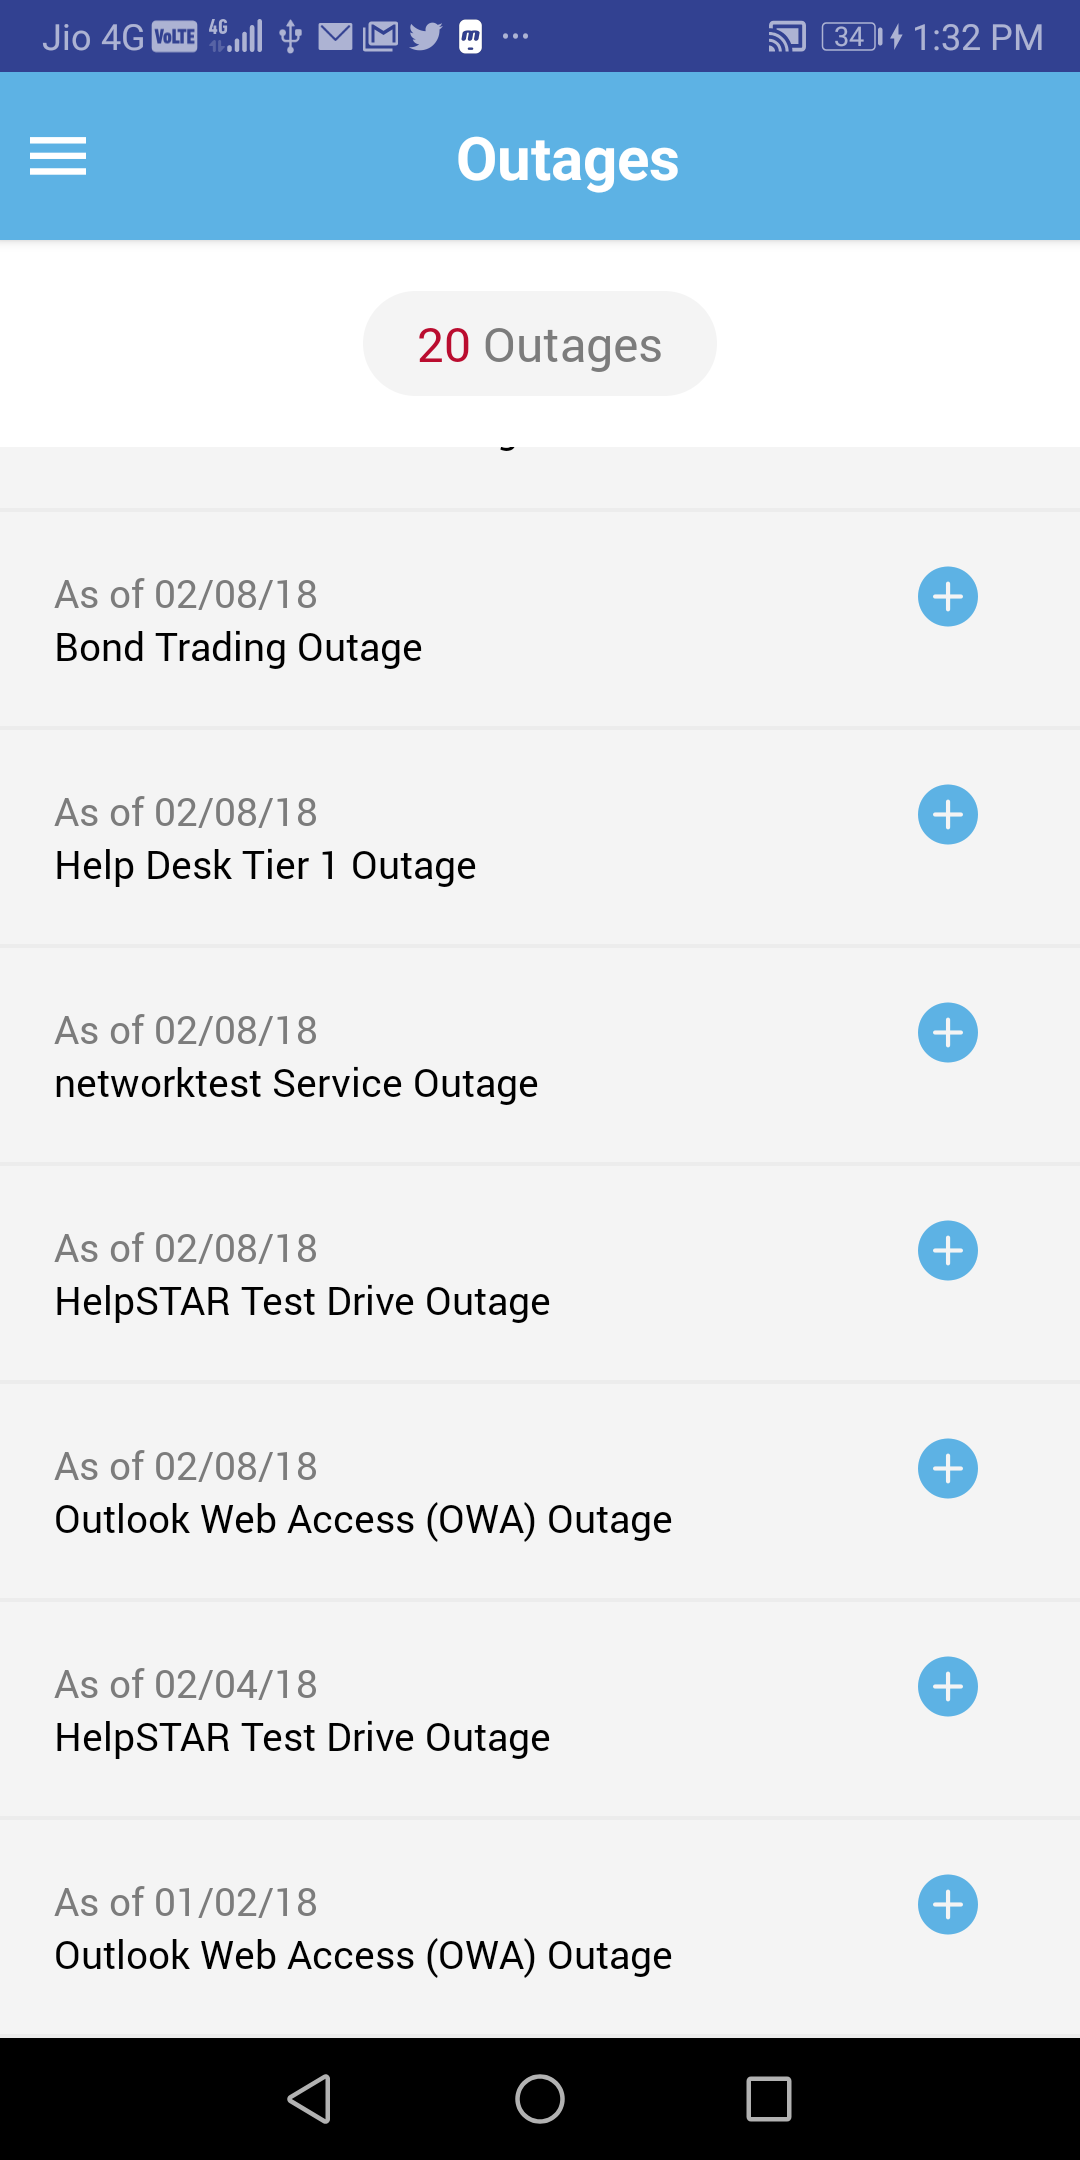 Jio 4G VoLTE 4G 34 1:32 PM
Outages
20 Outages
As of 02/08/18
Bond Trading Outage
As of 02/08/18
Help Desk Tier 1 Outage
As of 02/08/18
networktest Service Outage
As of 02/08/18
HelpSTAR Test Drive Outage
As of 02/08/18
Outlook Web Access (OWA) Outage
As of 02/04/18
HelpSTAR Test Drive Outage
As of 01/02/18
Outlook Web Access (OWA) Outage